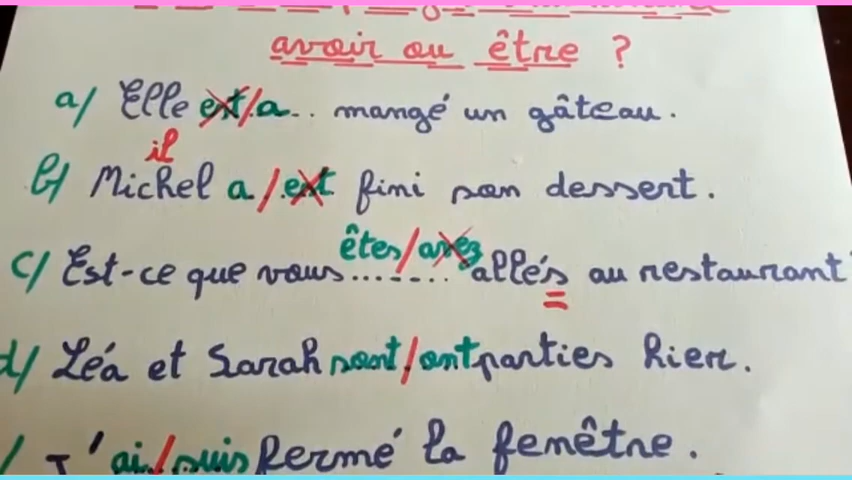 avoir ou être ?
a/ Elle est/a.. mangé un gâteau.
il
b/ Michel a/est fini son dessert.
êtes/avez
c/ Est-ce que vous....... allés au restaurant
d/ Léa et Sarah sont/ont parties hier.
/ J'ai/suis fermé la fenêtre.